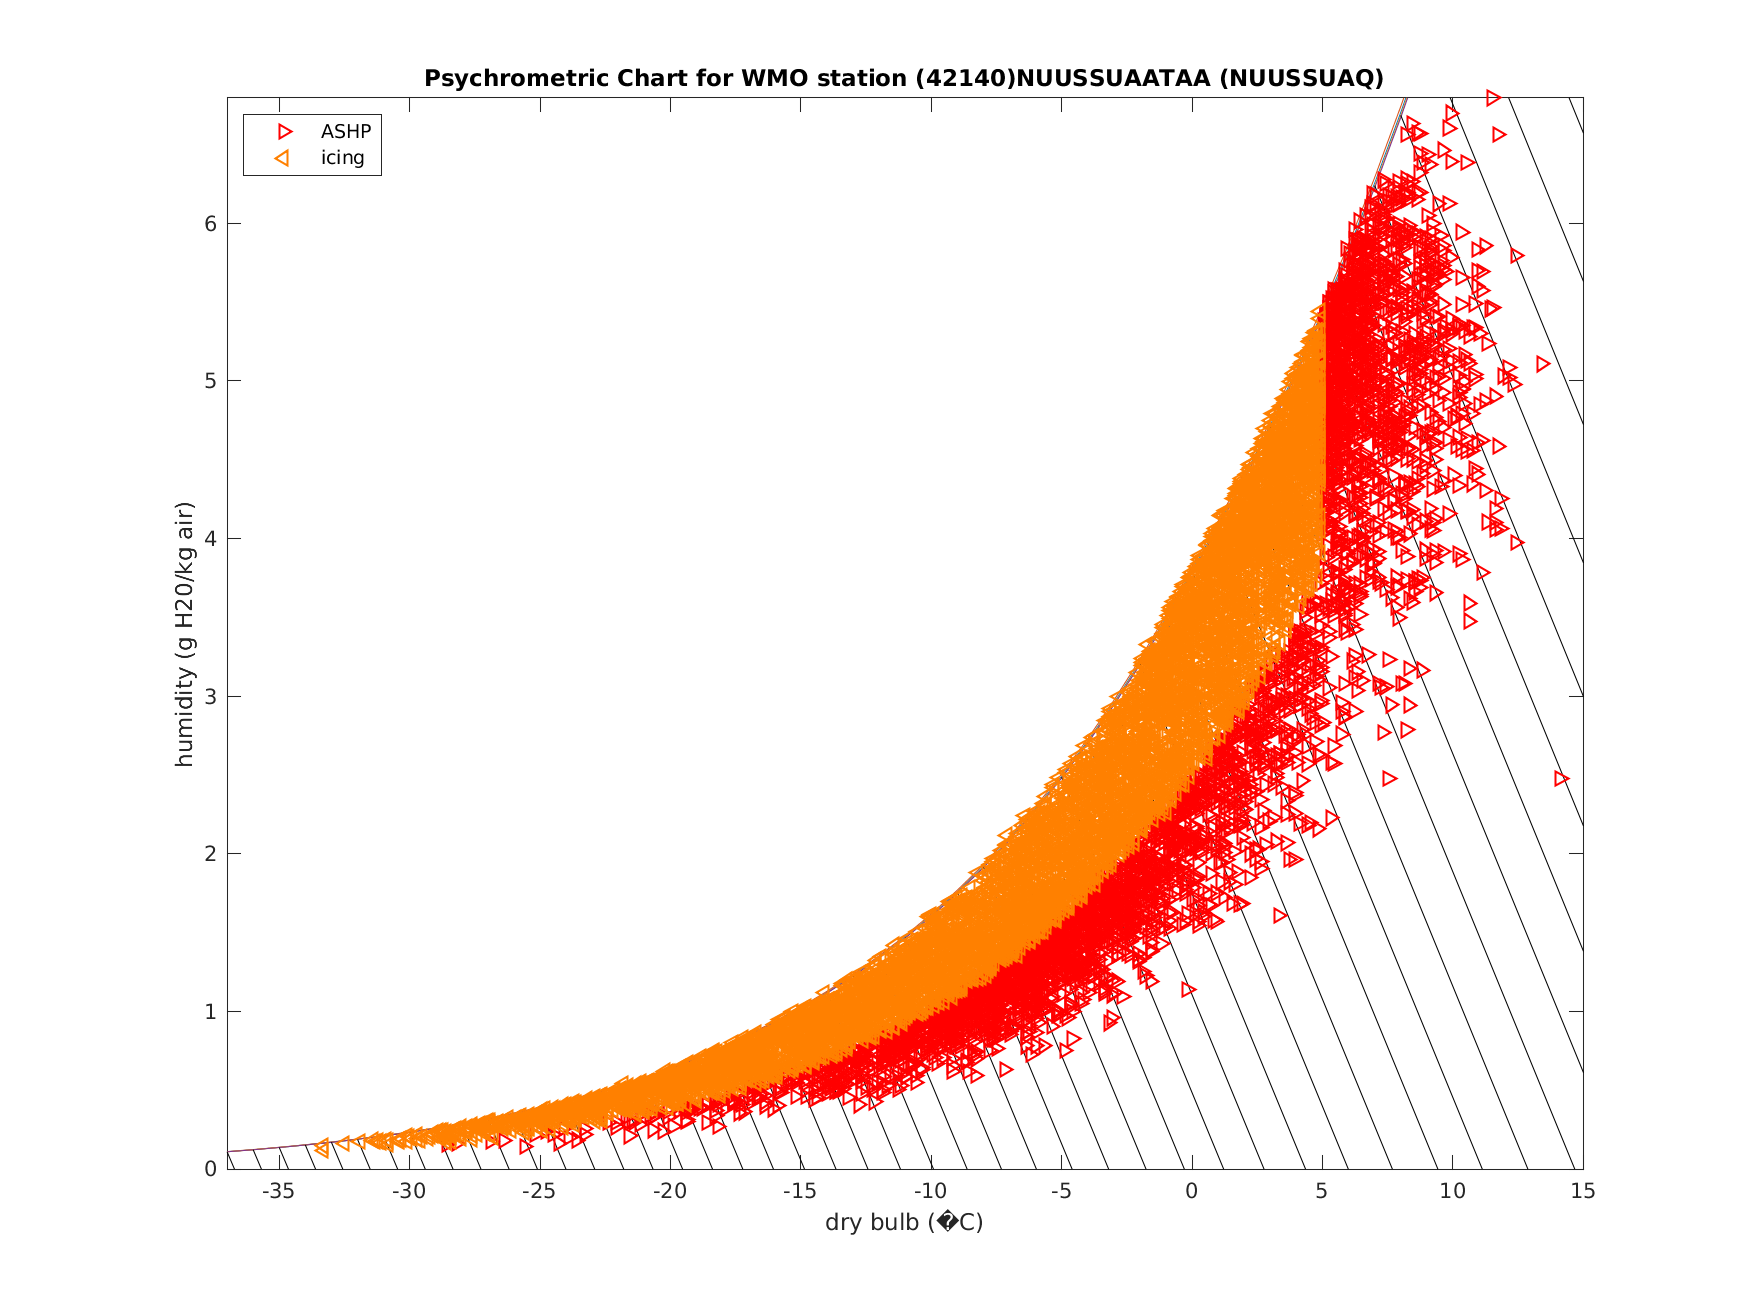 Psychrometric Chart for WMO station (42140)NUUSSUAATAA (NUUSSUAQ)
ASHP
icing
humidity (g H20/kg air)
6
5
4
3
2
1
0
-35 -30 -25 -20 -15 -10 -5 0 5 10 15
dry bulb (�C)